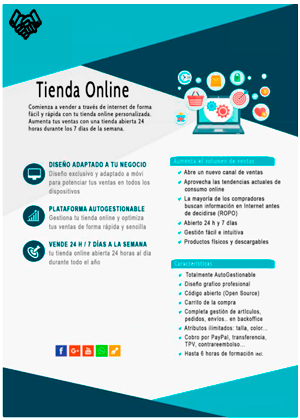 Tienda Online
Comienza a vender a través de internet de forma
fácil y rápida con tu tienda online personalizada.
Aumenta tus ventas con una tienda abierta 24
horas durante los 7 días de la semana.
DISEÑO ADAPTADO A TU NEGOCIO
Diseño exclusivo y adaptado a movil
para potenciar tus ventas en todos los
dispositivos
PLATAFORMA AUTOGESTIONABLE
Gestiona tu tienda online y optimiza
tus ventas de forma rápida y sencilla
VENDE 24 H / 7 DÍAS A LA SEMANA
tu tienda online abierta 24 horas al día
durante todo el año
Aumenta el volumen de ventas
Abre un nuevo canal de ventas
Aprovecha las tendencias actuales de
consumo online
La mayoría de los compradores
buscan información en Internet antes
de decidirse (ROPO)
Abierto 24 h y 7 días
Gestión fácil e intuitiva
Productos físicos y descargables
Características
Totalmente AutoGestionable
Diseño grafico profesional
Código abierto (Open Source)
Carrito de la compra
Completa gestión de artículos,
pedidos, envíos.. en backoffice
Atributos ilimitados: talla, color...
Cobro por PayPal, transferencia,
TPV, contrareembolso...
Hasta 6 horas de formación incl.